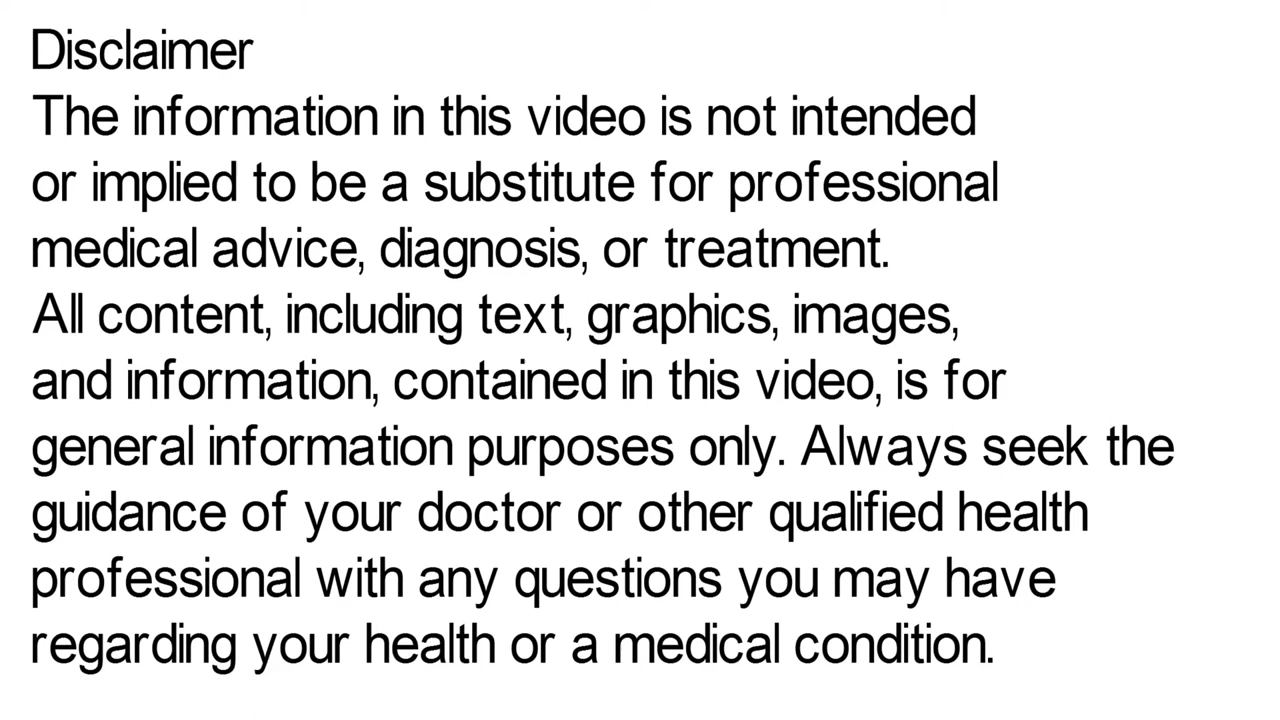 Disclaimer
The information in this video is not intended
or implied to be a substitute for professional
medical advice, diagnosis, or treatment.
All content, including text, graphics, images,
and information, contained in this video, is for
general information purposes only. Always seek the
guidance of your doctor or other qualified health
professional with any questions you may have
regarding your health or a medical condition.